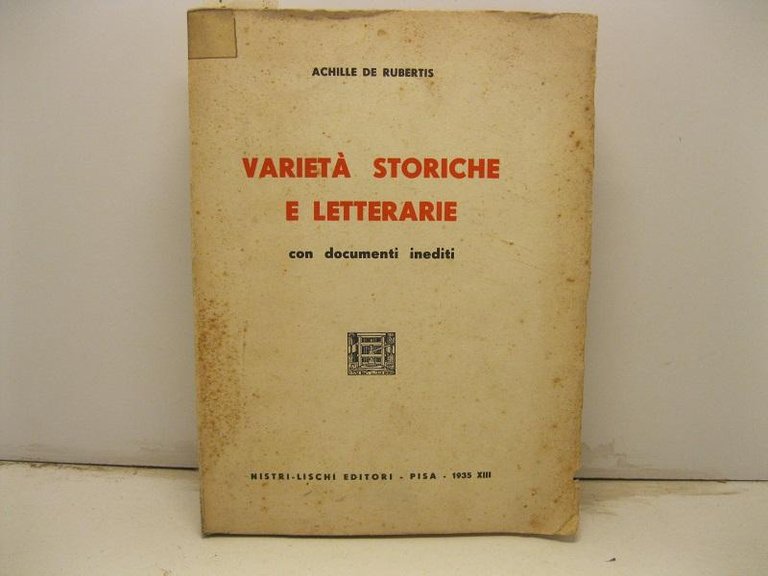 ACHILLE DE RUBERTIS
VARIETÀ STORICHE
E LETTERARIE
con documenti inediti
NISTRI-LISCHI EDITORI - PISA - 1935 XIII